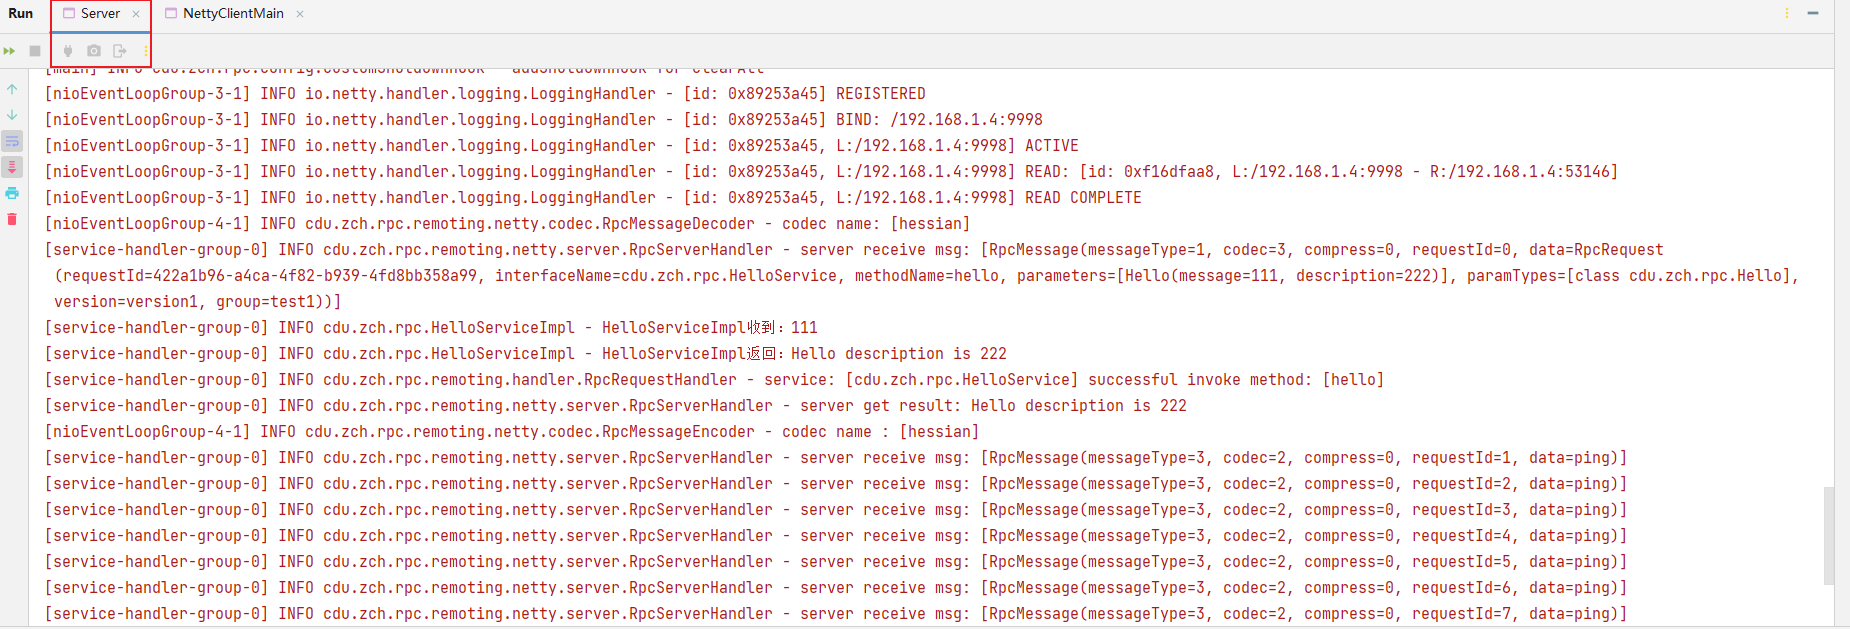 Run Server NettyClientMain
[main] INFO cdu.zch.rpc.config.CustomShutdownHook - addShutdownHook for clearAll
[nioEventLoopGroup-3-1] INFO io.netty.handler.logging.LoggingHandler - [id: 0x89253a45] REGISTERED
[nioEventLoopGroup-3-1] INFO io.netty.handler.logging.LoggingHandler - [id: 0x89253a45] BIND: /192.168.1.4:9998
[nioEventLoopGroup-3-1] INFO io.netty.handler.logging.LoggingHandler - [id: 0x89253a45, L:/192.168.1.4:9998] ACTIVE
[nioEventLoopGroup-3-1] INFO io.netty.handler.logging.LoggingHandler - [id: 0x89253a45, L:/192.168.1.4:9998] READ: [id: 0xf16dfaa8, L:/192.168.1.4:9998 - R:/192.168.1.4:53146]
[nioEventLoopGroup-3-1] INFO io.netty.handler.logging.LoggingHandler - [id: 0x89253a45, L:/192.168.1.4:9998] READ COMPLETE
[nioEventLoopGroup-4-1] INFO cdu.zch.rpc.remoting.netty.codec.RpcMessageDecoder - codec name: [hessian]
[service-handler-group-0] INFO cdu.zch.rpc.remoting.netty.server.RpcServerHandler - server receive msg: [RpcMessage(messageType=1, codec=3, compress=0, requestId=0, data=RpcRequest
(requestId=422a1b96-a4ca-4f82-b939-4fd8bb358a99, interfaceName=cdu.zch.rpc.HelloService, methodName=hello, parameters=[Hello(message=111, description=222)], paramTypes=[class cdu.zch.rpc.Hello],
version=version1, group=test1))]
[service-handler-group-0] INFO cdu.zch.rpc.HelloServiceImpl - HelloServiceImpl收到：111
[service-handler-group-0] INFO cdu.zch.rpc.HelloServiceImpl - HelloServiceImpl返回：Hello description is 222
[service-handler-group-0] INFO cdu.zch.rpc.remoting.handler.RpcRequestHandler - service: [cdu.zch.rpc.HelloService] successful invoke method: [hello]
[service-handler-group-0] INFO cdu.zch.rpc.remoting.netty.server.RpcServerHandler - server get result: Hello description is 222
[nioEventLoopGroup-4-1] INFO cdu.zch.rpc.remoting.netty.codec.RpcMessageEncoder - codec name : [hessian]
[service-handler-group-0] INFO cdu.zch.rpc.remoting.netty.server.RpcServerHandler - server receive msg: [RpcMessage(messageType=3, codec=2, compress=0, requestId=1, data=ping)]
[service-handler-group-0] INFO cdu.zch.rpc.remoting.netty.server.RpcServerHandler - server receive msg: [RpcMessage(messageType=3, codec=2, compress=0, requestId=2, data=ping)]
[service-handler-group-0] INFO cdu.zch.rpc.remoting.netty.server.RpcServerHandler - server receive msg: [RpcMessage(messageType=3, codec=2, compress=0, requestId=3, data=ping)]
[service-handler-group-0] INFO cdu.zch.rpc.remoting.netty.server.RpcServerHandler - server receive msg: [RpcMessage(messageType=3, codec=2, compress=0, requestId=4, data=ping)]
[service-handler-group-0] INFO cdu.zch.rpc.remoting.netty.server.RpcServerHandler - server receive msg: [RpcMessage(messageType=3, codec=2, compress=0, requestId=5, data=ping)]
[service-handler-group-0] INFO cdu.zch.rpc.remoting.netty.server.RpcServerHandler - server receive msg: [RpcMessage(messageType=3, codec=2, compress=0, requestId=6, data=ping)]
[service-handler-group-0] INFO cdu.zch.rpc.remoting.netty.server.RpcServerHandler - server receive msg: [RpcMessage(messageType=3, codec=2, compress=0, requestId=7, data=ping)]